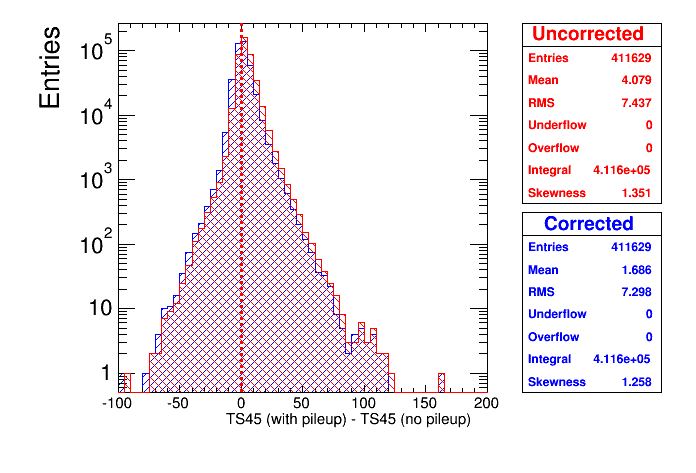 Entries
10^5
10^4
10^3
10^2
10
1
-100 -50 0 50 100 150 200
TS45 (with pileup) - TS45 (no pileup)
Uncorrected
Entries 411629
Mean 4.079
RMS 7.437
Underflow 0
Overflow 0
Integral 4.116e+05
Skewness 1.351
Corrected
Entries 411629
Mean 1.686
RMS 7.298
Underflow 0
Overflow 0
Integral 4.116e+05
Skewness 1.258